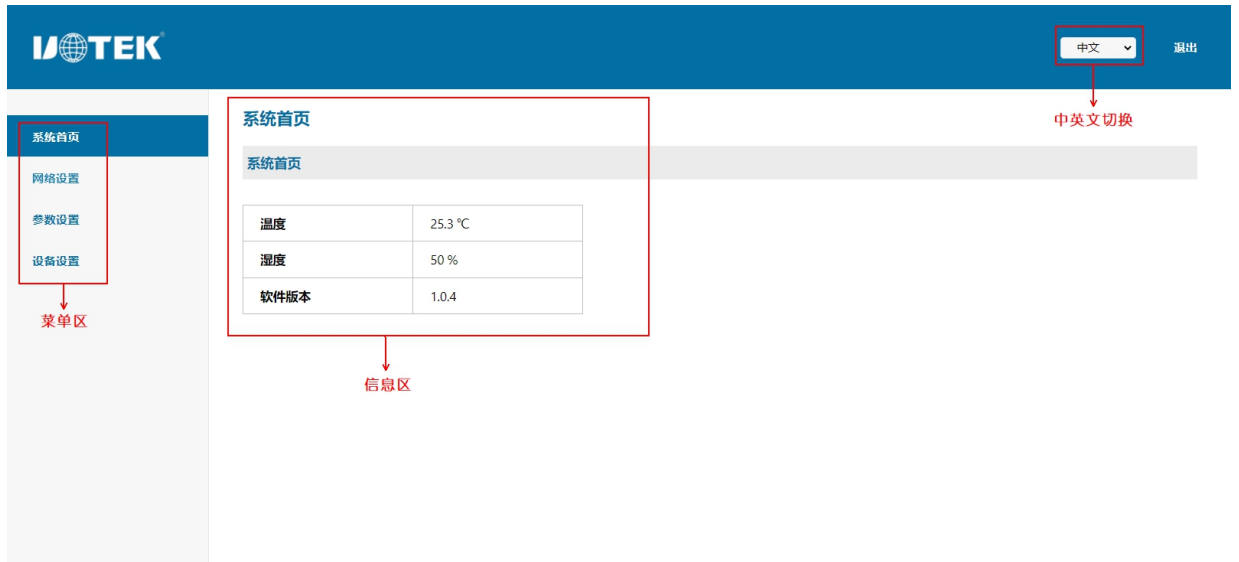 UTEK
中文
退出
中英文切换
系统首页
网络设置
参数设置
设备设置
菜单区
系统首页
系统首页
温度 25.3 ℃
湿度 50 %
软件版本 1.0.4
信息区